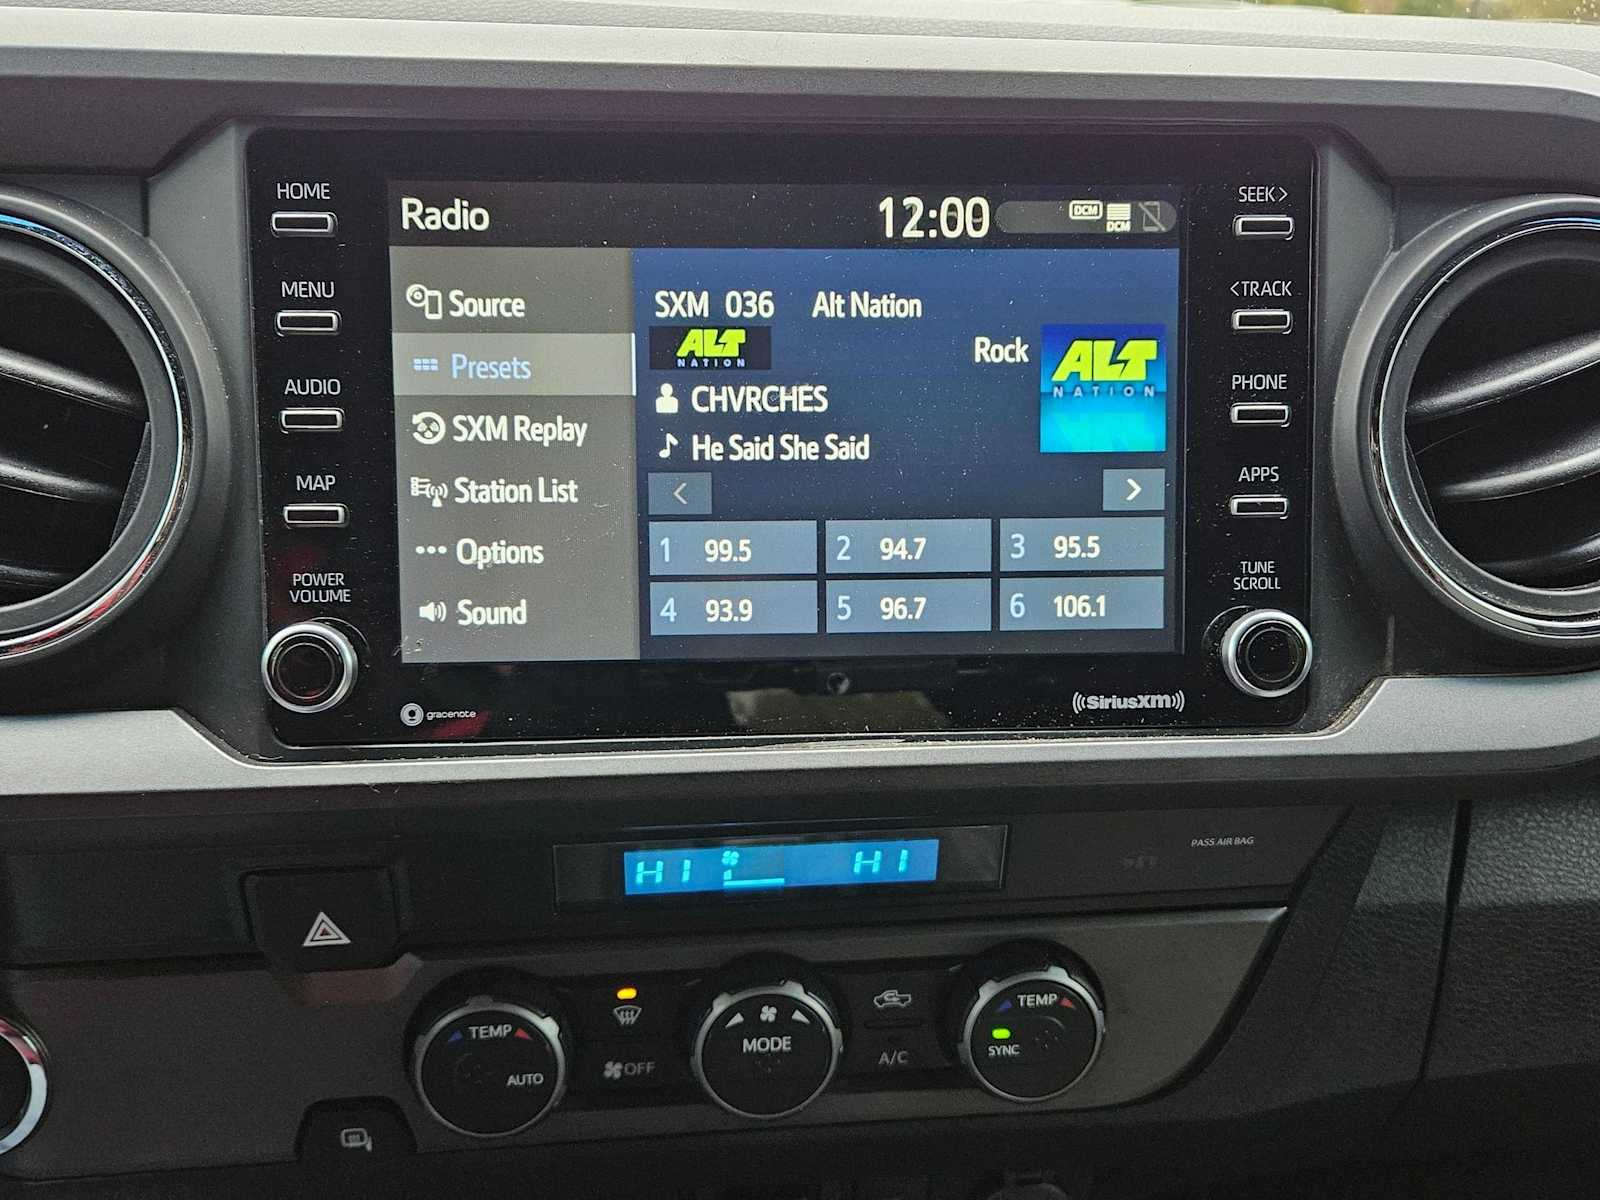 HOME
MENU
AUDIO
MAP
POWER
VOLUME
Radio
12:00
DCM
DCM
Source
Presets
SXM Replay
Station List
Options
Sound
SXM 036 Alt Nation
ALT
NATION
Rock
ALT
NATION
CHVRCHES
He Said She Said
<
>
1 99.5
2 94.7
3 95.5
4 93.9
5 96.7
6 106.1
SEEK>
<TRACK
PHONE
APPS
TUNE
SCROLL
gracenote
((SiriusXM))
HI
HI
PASS AIR BAG
TEMP
AUTO
OFF
MODE
A/C
TEMP
SYNC